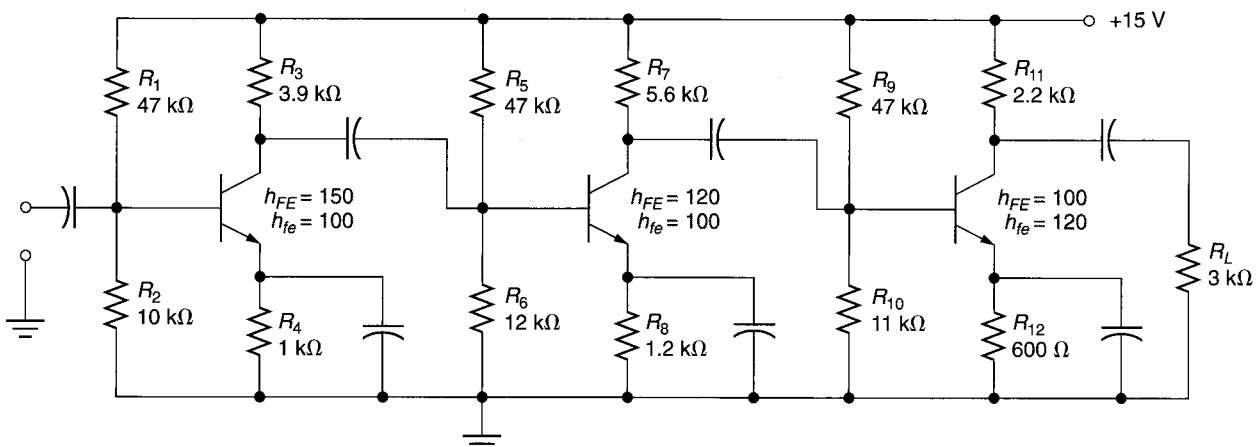 +15 V
R1
47 kΩ
R3
3.9 kΩ
R5
47 kΩ
R7
5.6 kΩ
R9
47 kΩ
R11
2.2 kΩ
hFE = 150
hfe = 100
hFE = 120
hfe = 100
hFE = 100
hfe = 120
RL
3 kΩ
R2
10 kΩ
R4
1 kΩ
R6
12 kΩ
R8
1.2 kΩ
R10
11 kΩ
R12
600 Ω